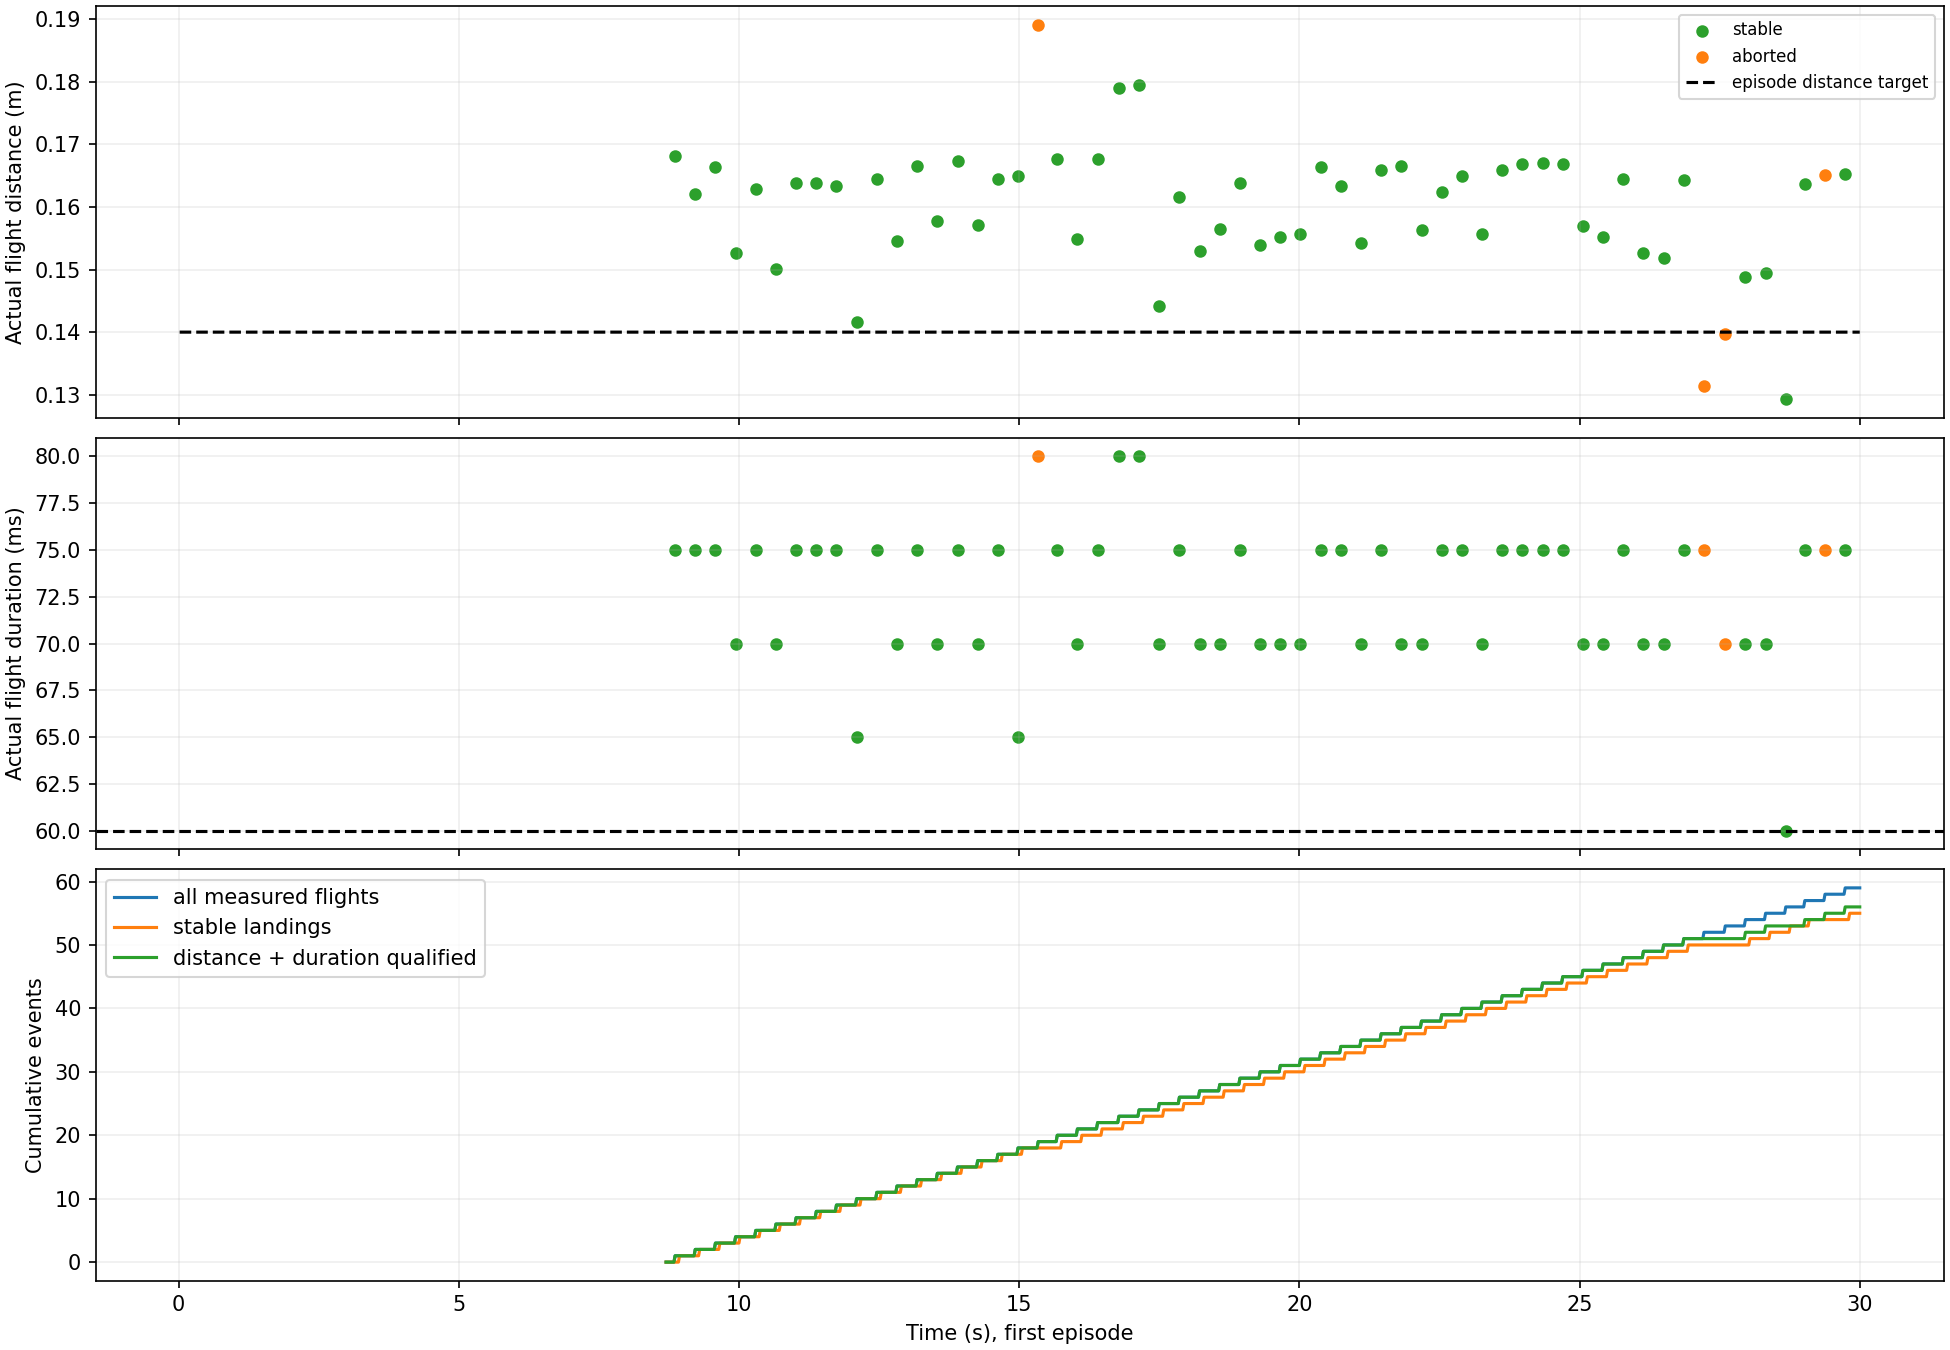 0.19
0.18
0.17
0.16
0.15
0.14
0.13
Actual flight distance (m)
stable
aborted
episode distance target
80.0
77.5
75.0
72.5
70.0
67.5
65.0
62.5
60.0
Actual flight duration (ms)
60
50
40
30
20
10
0
Cumulative events
all measured flights
stable landings
distance + duration qualified
0 5 10 15 20 25 30
Time (s), first episode